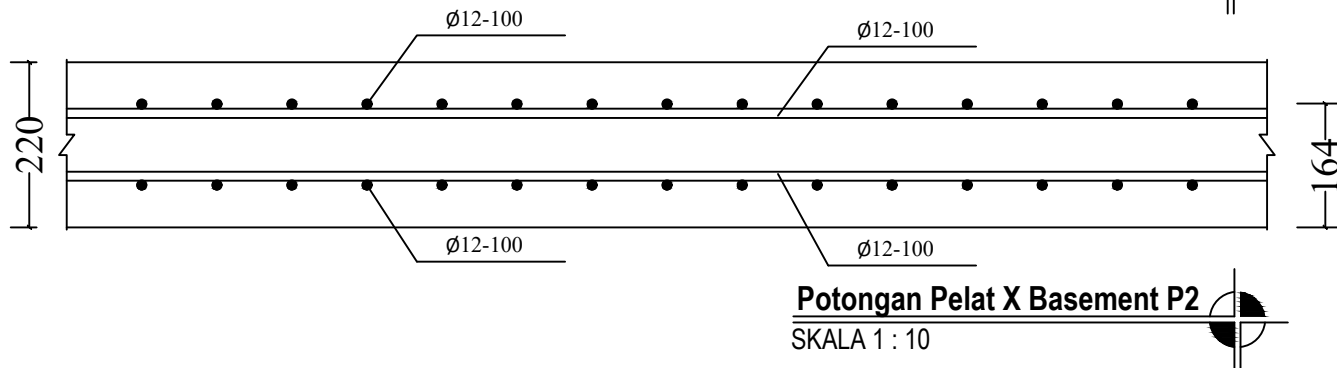 Ø12-100
Ø12-100
220
164
Ø12-100
Ø12-100
Potongan Pelat X Basement P2
SKALA 1 : 10